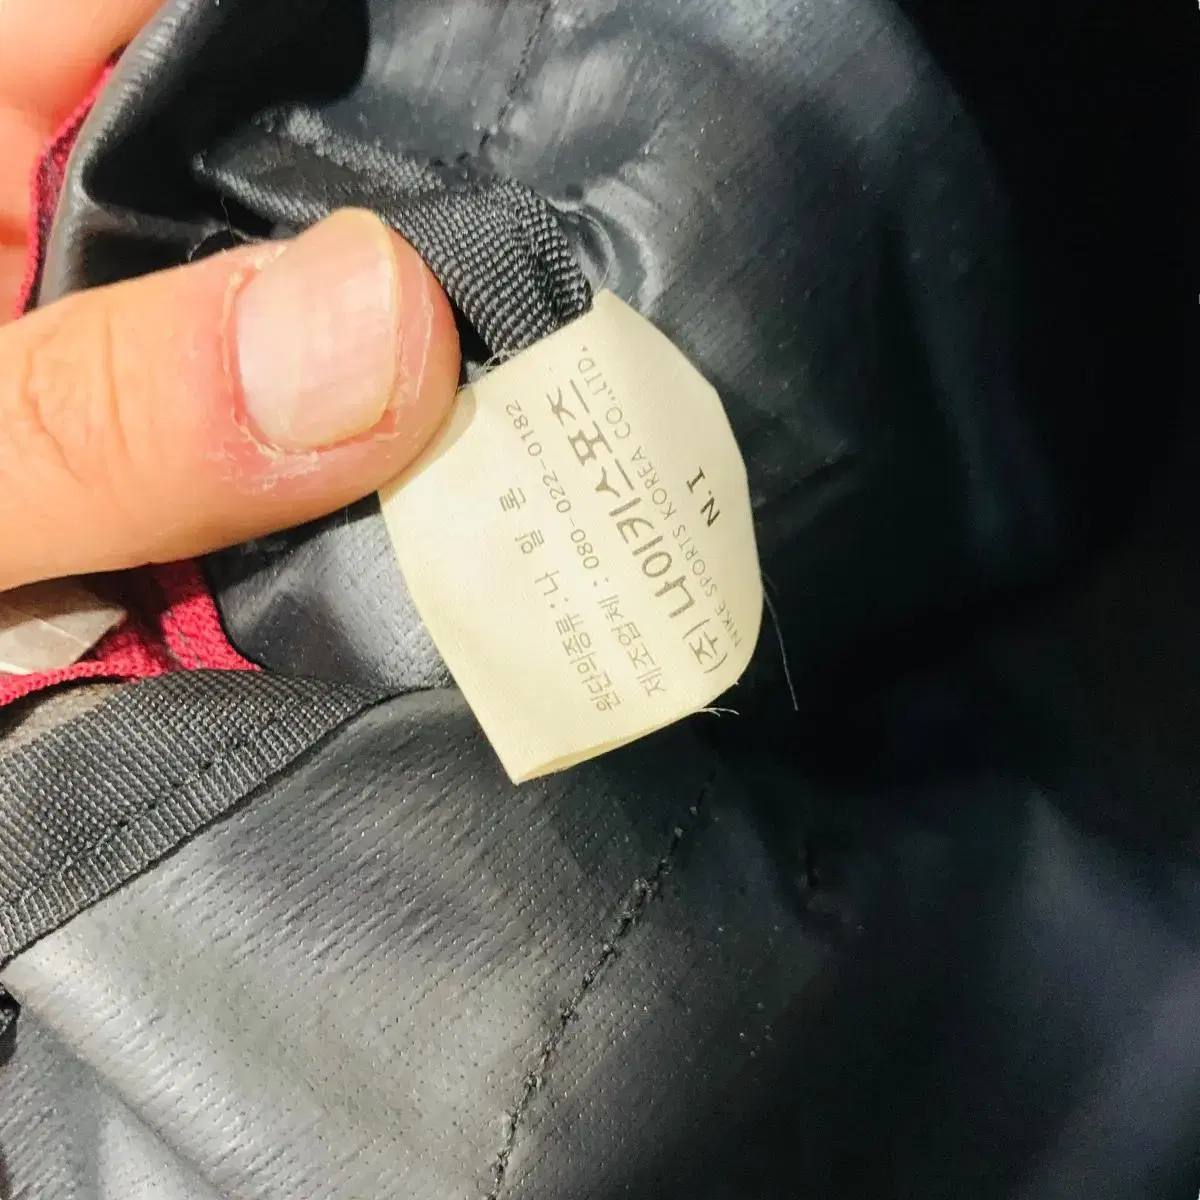 N.I
NIKE SPORTS KOREA CO.,LTD.
(주)나이키스포츠
제조업체 : 080-022-0182
원단의종류 : 나 일 론